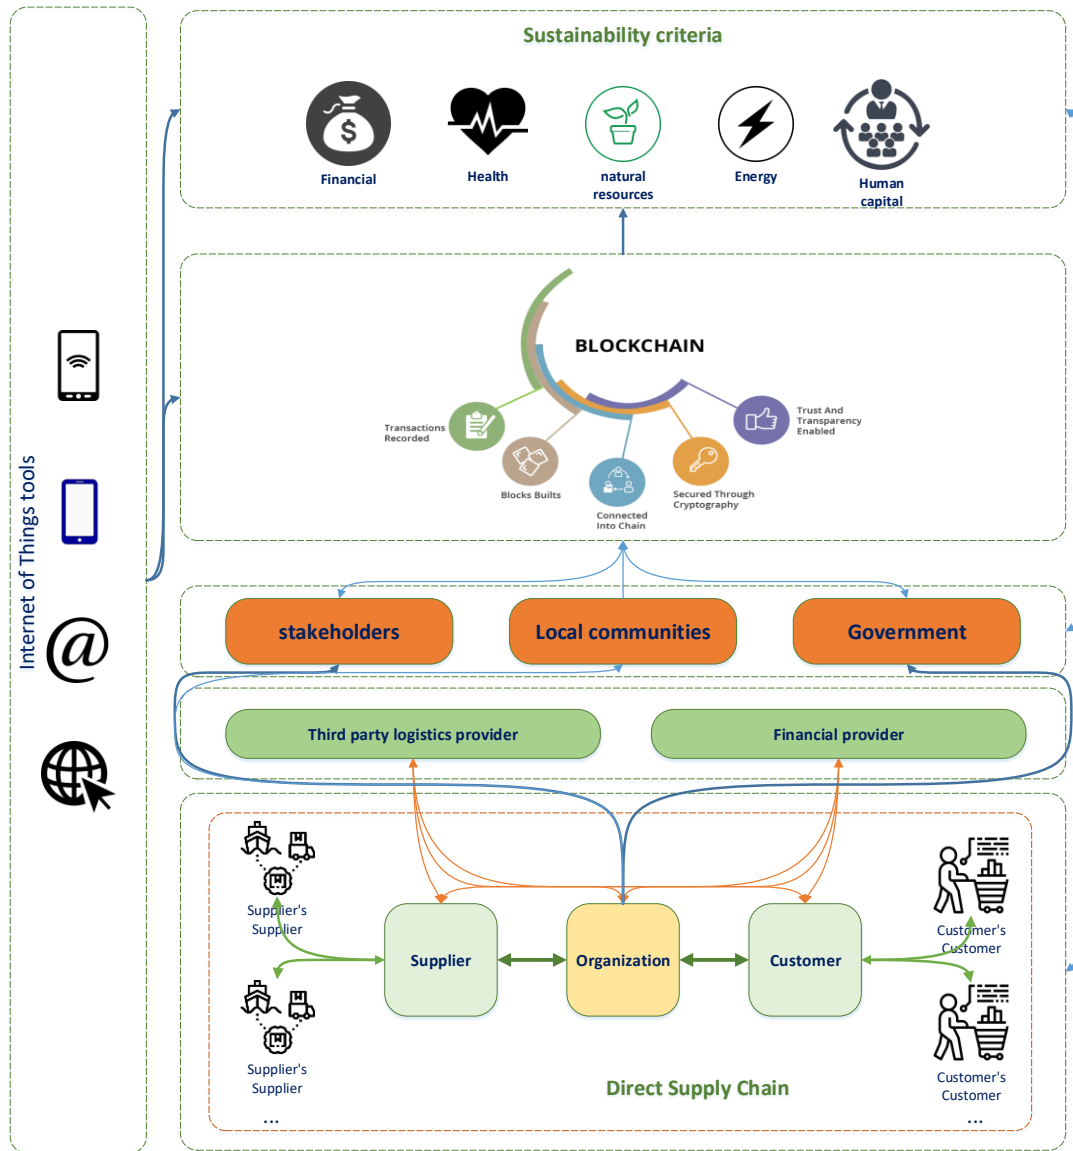 Sustainability criteria
Financial
Health
natural
resources
Energy
Human
capital
Internet of Things tools
BLOCKCHAIN
Transactions
Recorded
Blocks Builts
Connected
Into Chain
Secured Through
Cryptography
Trust And
Transparency
Enabled
stakeholders
Local communities
Government
Third party logistics provider
Financial provider
Supplier's
Supplier
Customer's
Customer
Supplier
Organization
Customer
Supplier's
Supplier
Customer's
Customer
Direct Supply Chain
...
...